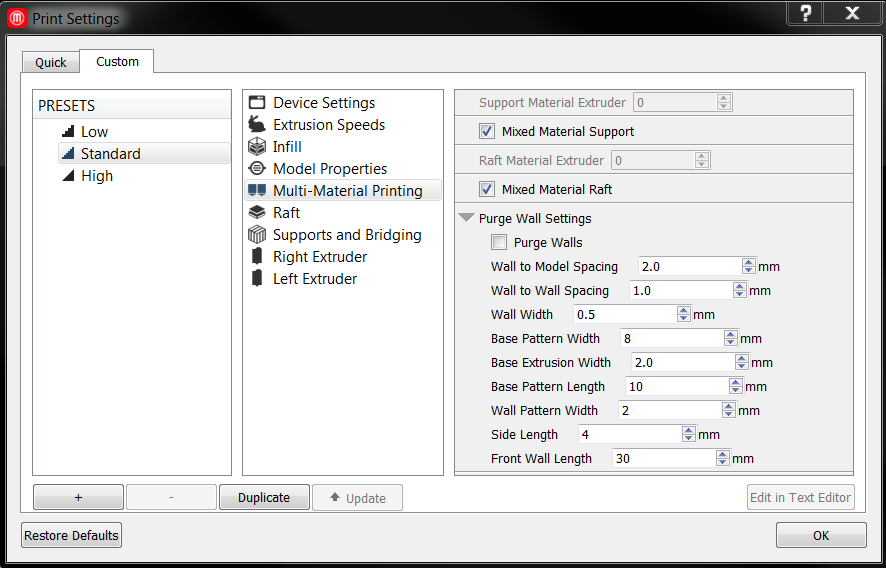 Print Settings
?
X
Quick
Custom
PRESETS
Low
Standard
High
Device Settings
Extrusion Speeds
Infill
Model Properties
Multi-Material Printing
Raft
Supports and Bridging
Right Extruder
Left Extruder
Support Material Extruder 0
Mixed Material Support
Raft Material Extruder 0
Mixed Material Raft
Purge Wall Settings
Purge Walls
Wall to Model Spacing 2.0 mm
Wall to Wall Spacing 1.0 mm
Wall Width 0.5 mm
Base Pattern Width 8 mm
Base Extrusion Width 2.0 mm
Base Pattern Length 10 mm
Wall Pattern Width 2 mm
Side Length 4 mm
Front Wall Length 30 mm
+
-
Duplicate
Update
Edit in Text Editor
Restore Defaults
OK